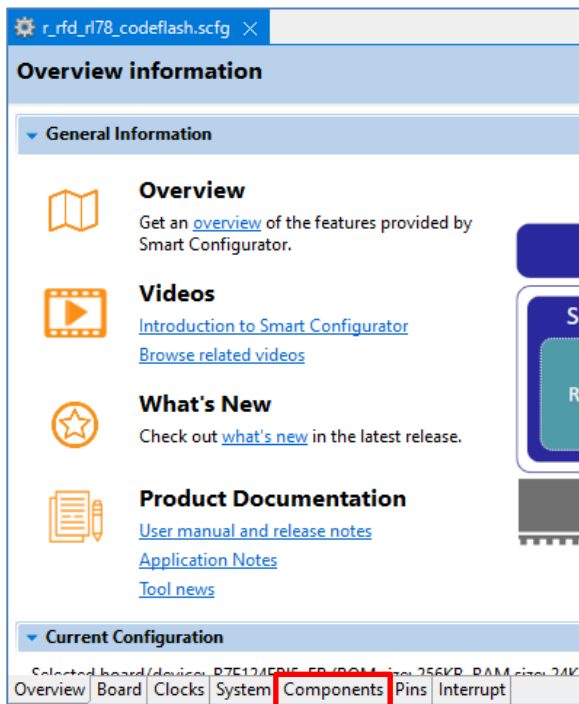 r_rfd_rl78_codeflash.scfg
Overview information
General Information
Overview
Get an overview of the features provided by
Smart Configurator.
Videos
Introduction to Smart Configurator
Browse related videos
What's New
Check out what's new in the latest release.
Product Documentation
User manual and release notes
Application Notes
Tool news
S
R
Current Configuration
Overview Board Clocks System Components Pins Interrupt